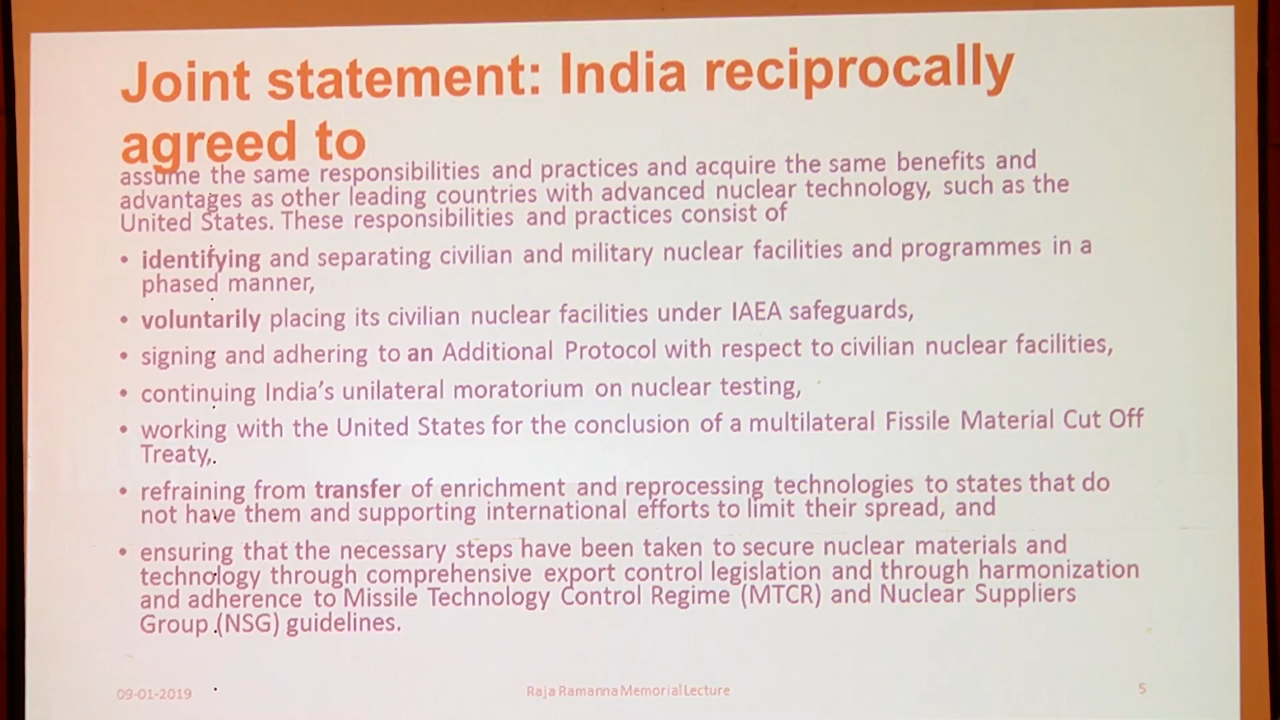 Joint statement: India reciprocally
agreed to
assume the same responsibilities and practices and acquire the same benefits and
advantages as other leading countries with advanced nuclear technology, such as the
United States. These responsibilities and practices consist of
• identifying and separating civilian and military nuclear facilities and programmes in a
phased manner,
• voluntarily placing its civilian nuclear facilities under IAEA safeguards,
• signing and adhering to an Additional Protocol with respect to civilian nuclear facilities,
• continuing India's unilateral moratorium on nuclear testing,
• working with the United States for the conclusion of a multilateral Fissile Material Cut Off
Treaty,
• refraining from transfer of enrichment and reprocessing technologies to states that do
not have them and supporting international efforts to limit their spread, and
• ensuring that the necessary steps have been taken to secure nuclear materials and
technology through comprehensive export control legislation and through harmonization
and adherence to Missile Technology Control Regime (MTCR) and Nuclear Suppliers
Group (NSG) guidelines.
09-01-2019
Raja Ramanna Memorial Lecture
5